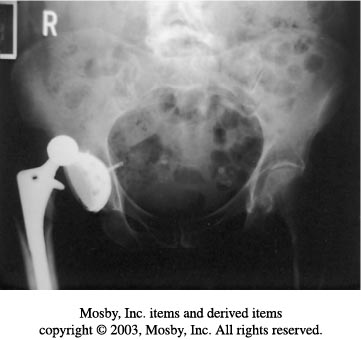 R
Mosby, Inc. items and derived items
copyright © 2003, Mosby, Inc. All rights reserved.